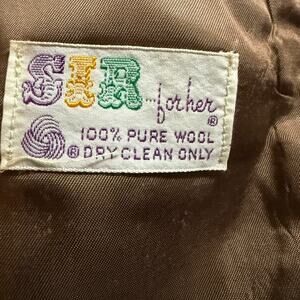 SIR...for her®
100% PURE WOOL
® DRY CLEAN ONLY